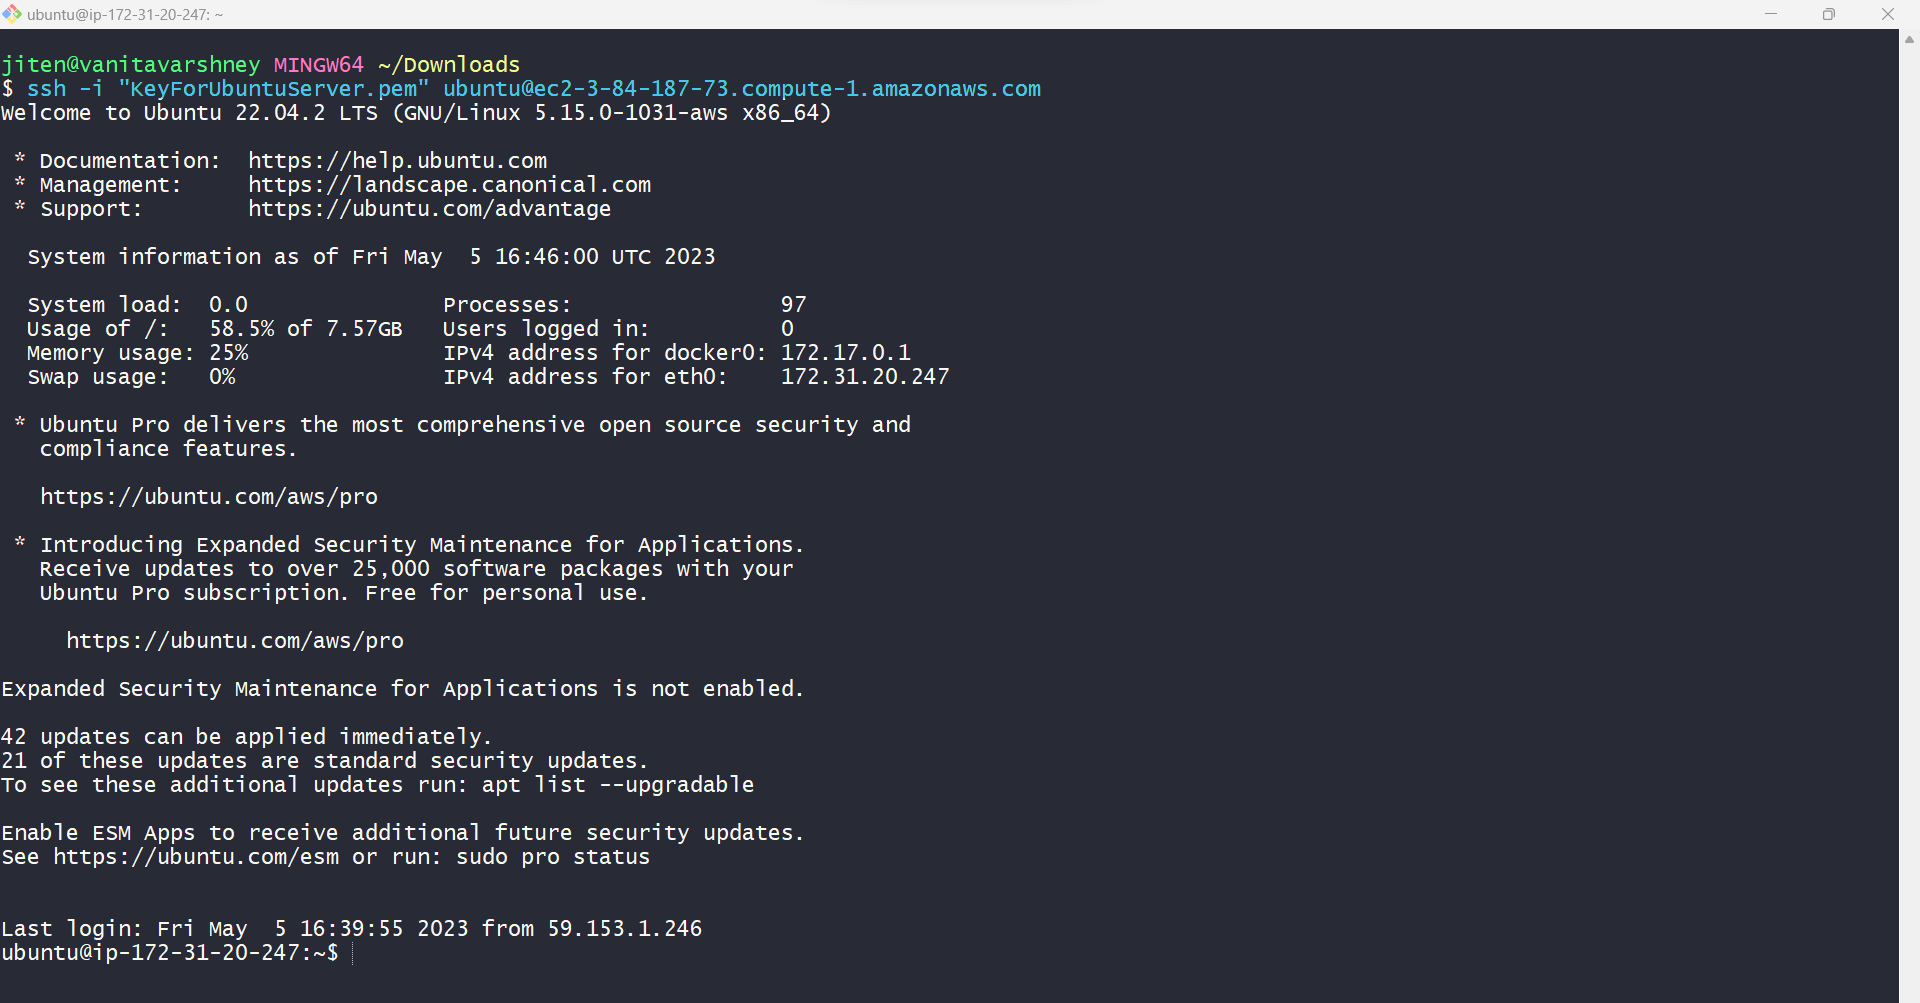 ubuntu@ip-172-31-20-247: ~
jiten@vanitavarshney MINGW64 ~/Downloads
$ ssh -i "KeyForUbuntuServer.pem" ubuntu@ec2-3-84-187-73.compute-1.amazonaws.com
Welcome to Ubuntu 22.04.2 LTS (GNU/Linux 5.15.0-1031-aws x86_64)
* Documentation:  https://help.ubuntu.com
* Management:     https://landscape.canonical.com
* Support:        https://ubuntu.com/advantage
System information as of Fri May  5 16:46:00 UTC 2023
System load:  0.0               Processes:                97
Usage of /:   58.5% of 7.57GB   Users logged in:          0
Memory usage: 25%               IPv4 address for docker0: 172.17.0.1
Swap usage:   0%                IPv4 address for eth0:    172.31.20.247
* Ubuntu Pro delivers the most comprehensive open source security and
compliance features.
https://ubuntu.com/aws/pro
* Introducing Expanded Security Maintenance for Applications.
Receive updates to over 25,000 software packages with your
Ubuntu Pro subscription. Free for personal use.
https://ubuntu.com/aws/pro
Expanded Security Maintenance for Applications is not enabled.
42 updates can be applied immediately.
21 of these updates are standard security updates.
To see these additional updates run: apt list --upgradable
Enable ESM Apps to receive additional future security updates.
See https://ubuntu.com/esm or run: sudo pro status
Last login: Fri May  5 16:39:55 2023 from 59.153.1.246
ubuntu@ip-172-31-20-247:~$